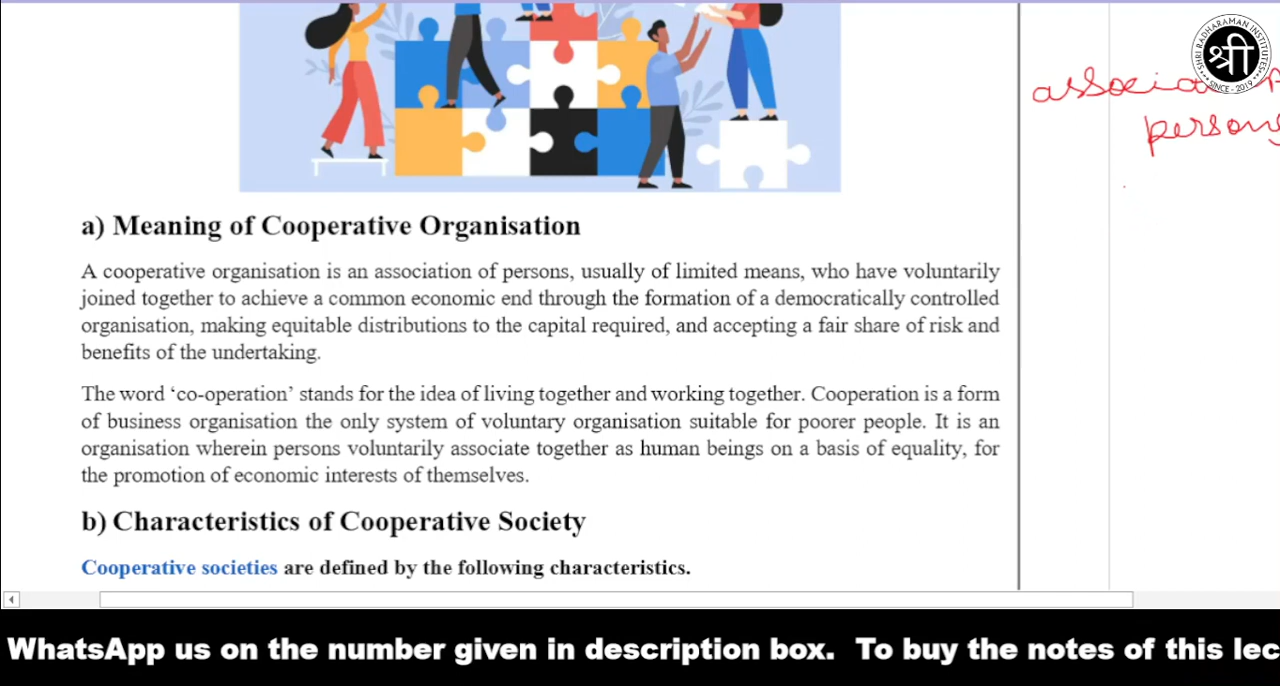 SHRI RADHARAMAN INSTITUTES
श्री
SINCE - 2019
persons
a) Meaning of Cooperative Organisation
A cooperative organisation is an association of persons, usually of limited means, who have voluntarily
joined together to achieve a common economic end through the formation of a democratically controlled
organisation, making equitable distributions to the capital required, and accepting a fair share of risk and
benefits of the undertaking.
The word ‘co-operation’ stands for the idea of living together and working together. Cooperation is a form
of business organisation the only system of voluntary organisation suitable for poorer people. It is an
organisation wherein persons voluntarily associate together as human beings on a basis of equality, for
the promotion of economic interests of themselves.
b) Characteristics of Cooperative Society
Cooperative societies are defined by the following characteristics.
WhatsApp us on the number given in description box. To buy the notes of this lec